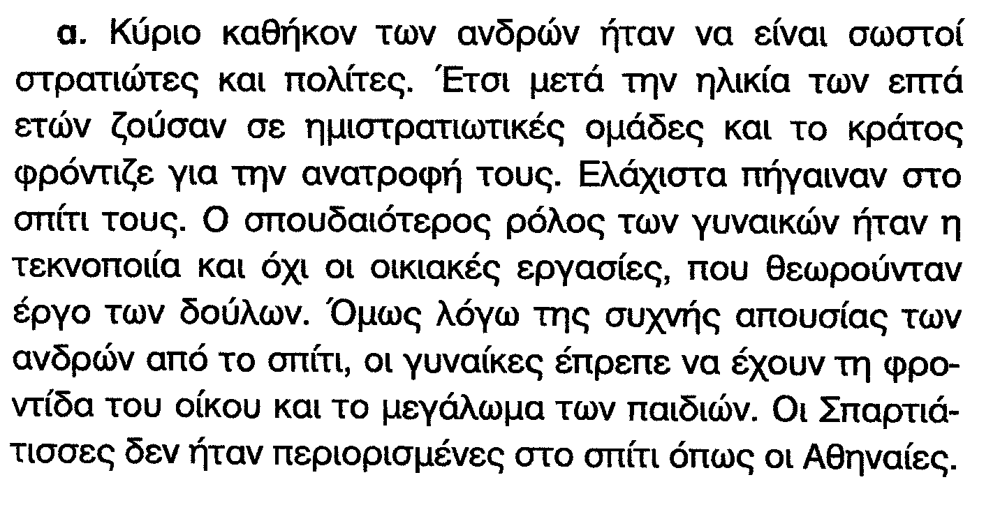 α. Κύριο καθήκον των ανδρών ήταν να είναι σωστοί
στρατιώτες και πολίτες. Έτσι μετά την ηλικία των επτά
ετών ζούσαν σε ημιστρατιωτικές ομάδες και το κράτος
φρόντιζε για την ανατροφή τους. Ελάχιστα πήγαιναν στο
σπίτι τους. Ο σπουδαιότερος ρόλος των γυναικών ήταν η
τεκνοποιία και όχι οι οικιακές εργασίες, που θεωρούνταν
έργο των δούλων. Όμως λόγω της συχνής απουσίας των
ανδρών από το σπίτι, οι γυναίκες έπρεπε να έχουν τη φρο-
ντίδα του οίκου και το μεγάλωμα των παιδιών. Οι Σπαρτιά-
τισσες δεν ήταν περιορισμένες στο σπίτι όπως οι Αθηναίες.